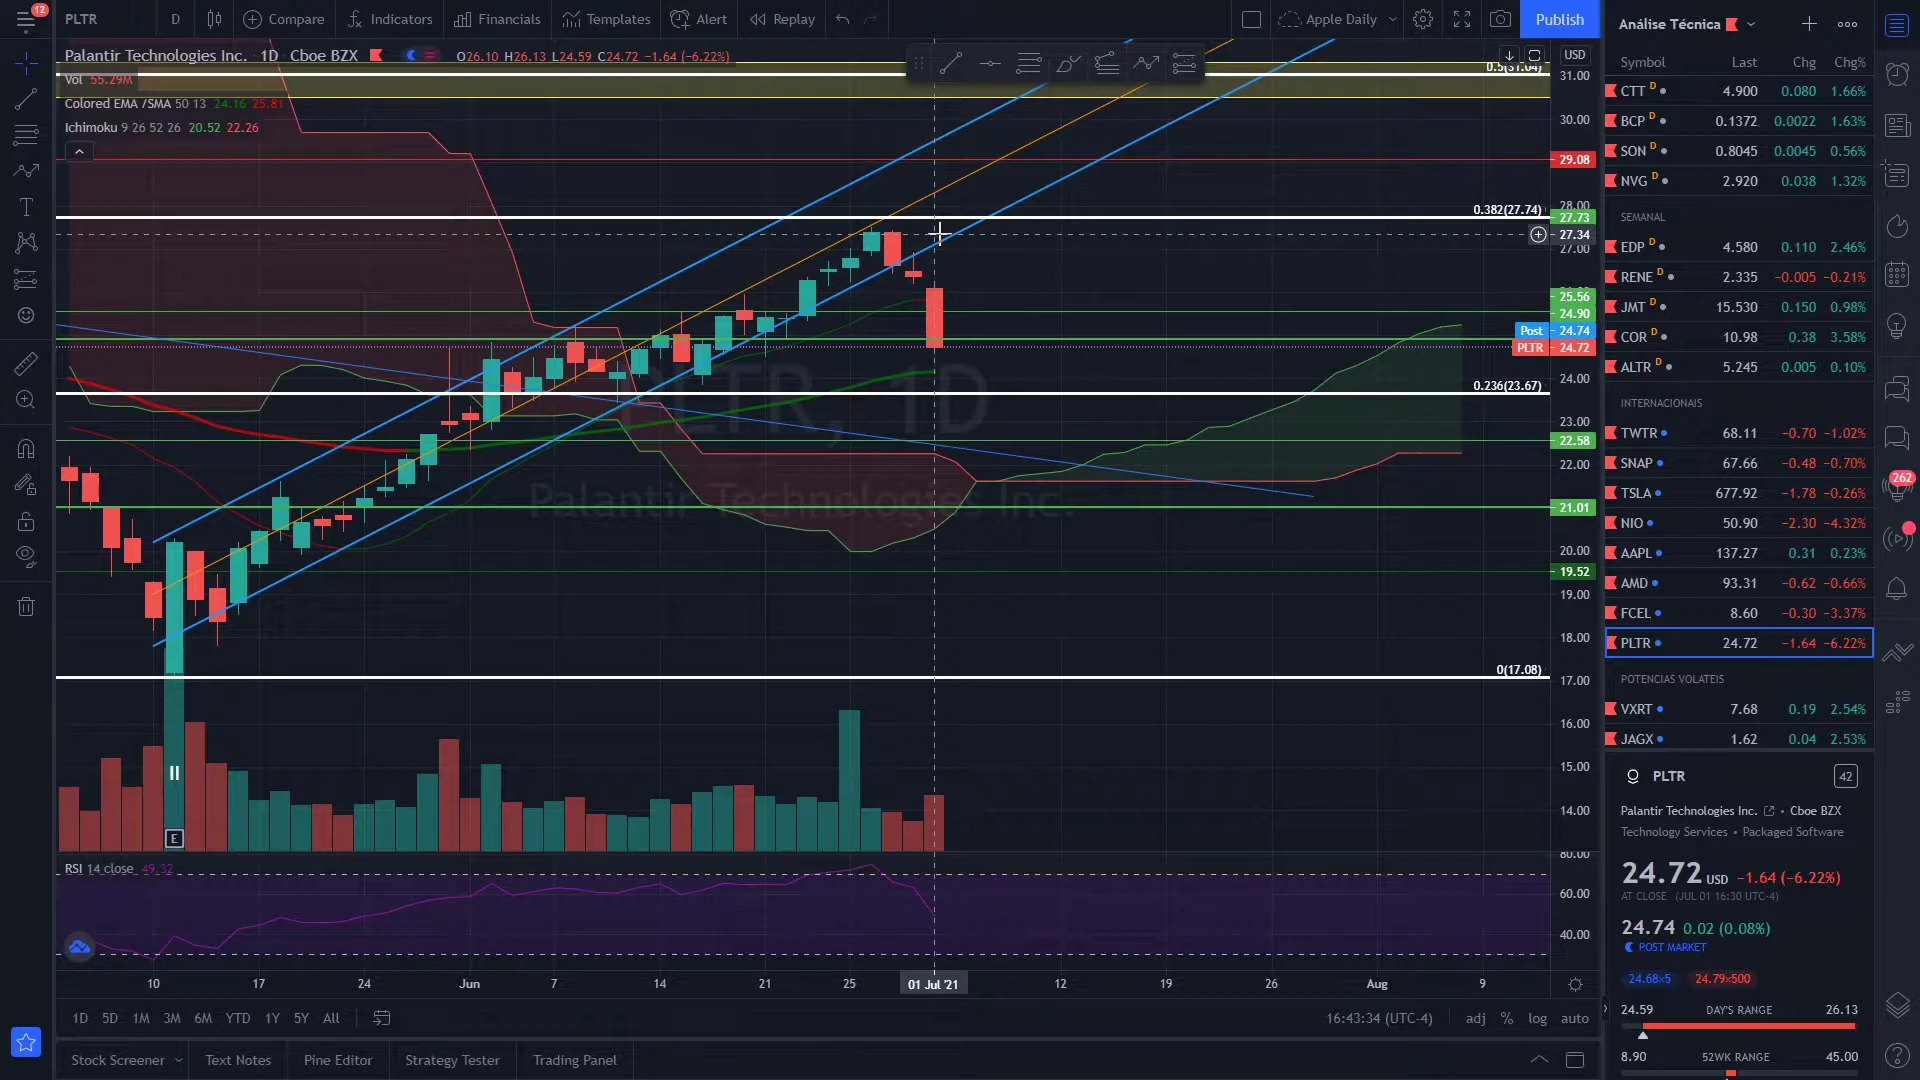 12
PLTR D Compare Indicators Financials Templates Alert Replay Apple Daily Publish
Palantir Technologies Inc. · 1D · Cboe BZX O26.10 H26.13 L24.59 C24.72 −1.64 (−6.22%)
Vol 55.29M
Colored EMA /SMA 50 13 24.16 25.81
Ichimoku 9 26 52 26 20.52 22.26
PLTR, 1D
Palantir Technologies Inc.
USD
0.5(31.04)
31.00
30.00
29.08
28.00
0.382(27.74)
27.73
27.34
27.00
25.56
24.90
Post 24.74
PLTR 24.72
24.00
0.236(23.67)
23.00
22.58
22.00
21.01
20.00
19.52
19.00
18.00
0(17.08)
17.00
16.00
15.00
14.00
E
RSI 14 close 49.32
80.00
60.00
40.00
10 17 24 Jun 7 14 21 25 01 Jul '21 12 19 26 Aug 9
1D 5D 1M 3M 6M YTD 1Y 5Y All
16:43:34 (UTC-4) adj % log auto
Stock Screener Text Notes Pine Editor Strategy Tester Trading Panel
Análise Técnica
Symbol Last Chg Chg%
CTT D 4.900 0.080 1.66%
BCP D 0.1372 0.0022 1.63%
SON D 0.8045 0.0045 0.56%
NVG D 2.920 0.038 1.32%
SEMANAL
EDP D 4.580 0.110 2.46%
RENE D 2.335 −0.005 −0.21%
JMT D 15.530 0.150 0.98%
COR D 10.98 0.38 3.58%
ALTR D 5.245 0.005 0.10%
INTERNACIONAIS
TWTR 68.11 −0.70 −1.02%
SNAP 67.66 −0.48 −0.70%
TSLA 677.92 −1.78 −0.26%
NIO 50.90 −2.30 −4.32%
AAPL 137.27 0.31 0.23%
AMD 93.31 −0.62 −0.66%
FCEL 8.60 −0.30 −3.37%
PLTR 24.72 −1.64 −6.22%
POTENCIAS VOLATEIS
VXRT 7.68 0.19 2.54%
JAGX 1.62 0.04 2.53%
PLTR 42
Palantir Technologies Inc. • Cboe BZX
Technology Services • Packaged Software
24.72 USD −1.64 (−6.22%)
AT CLOSE (JUL 01 16:30 UTC-4)
24.74 0.02 (0.08%)
POST MARKET
24.68×5 24.79×500
24.59 DAY'S RANGE 26.13
8.90 52WK RANGE 45.00
262